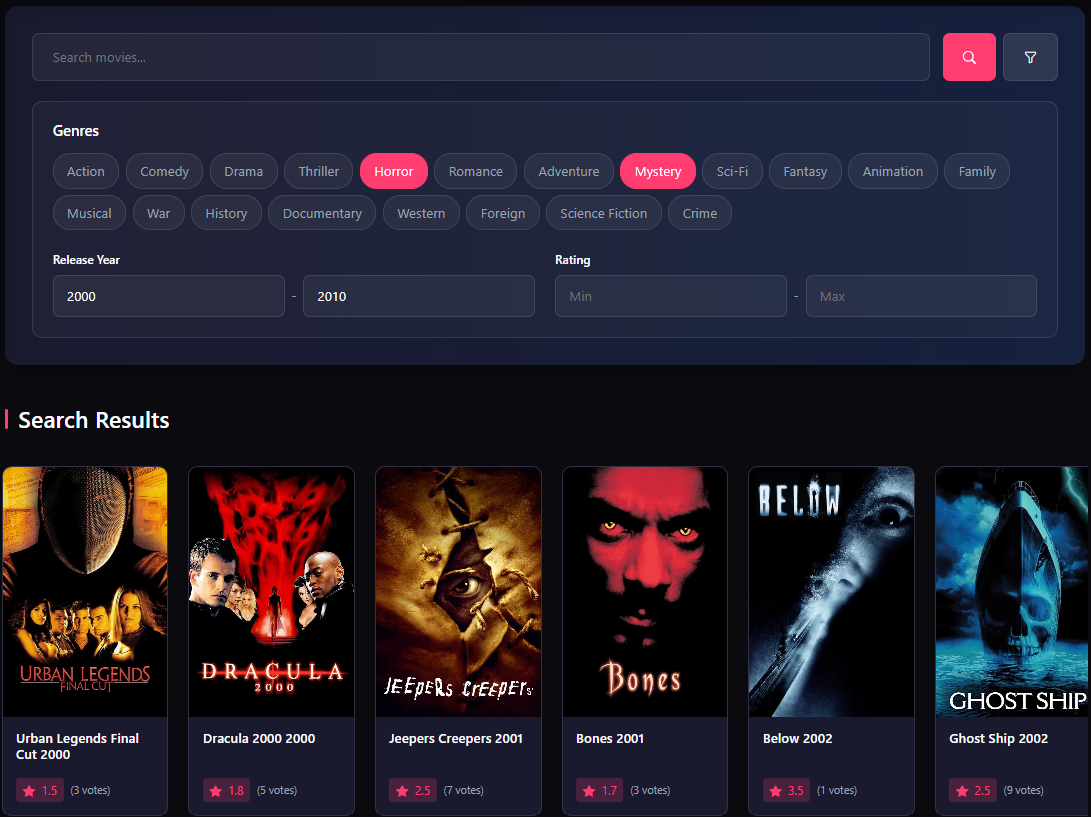 Search movies...
Genres
Action Comedy Drama Thriller Horror Romance Adventure Mystery Sci-Fi Fantasy Animation Family
Musical War History Documentary Western Foreign Science Fiction Crime
Release Year Rating
2000 - 2010 Min - Max
Search Results
URBAN LEGENDS
FINAL CUT
DRACULA
2000
JEEPERS CREEPERS
Bones
BELOW
GHOST SHIP
Urban Legends Final
Cut 2000
Dracula 2000 2000
Jeepers Creepers 2001
Bones 2001
Below 2002
Ghost Ship 2002
1.5 (3 votes)
1.8 (5 votes)
2.5 (7 votes)
1.7 (3 votes)
3.5 (1 votes)
2.5 (9 votes)